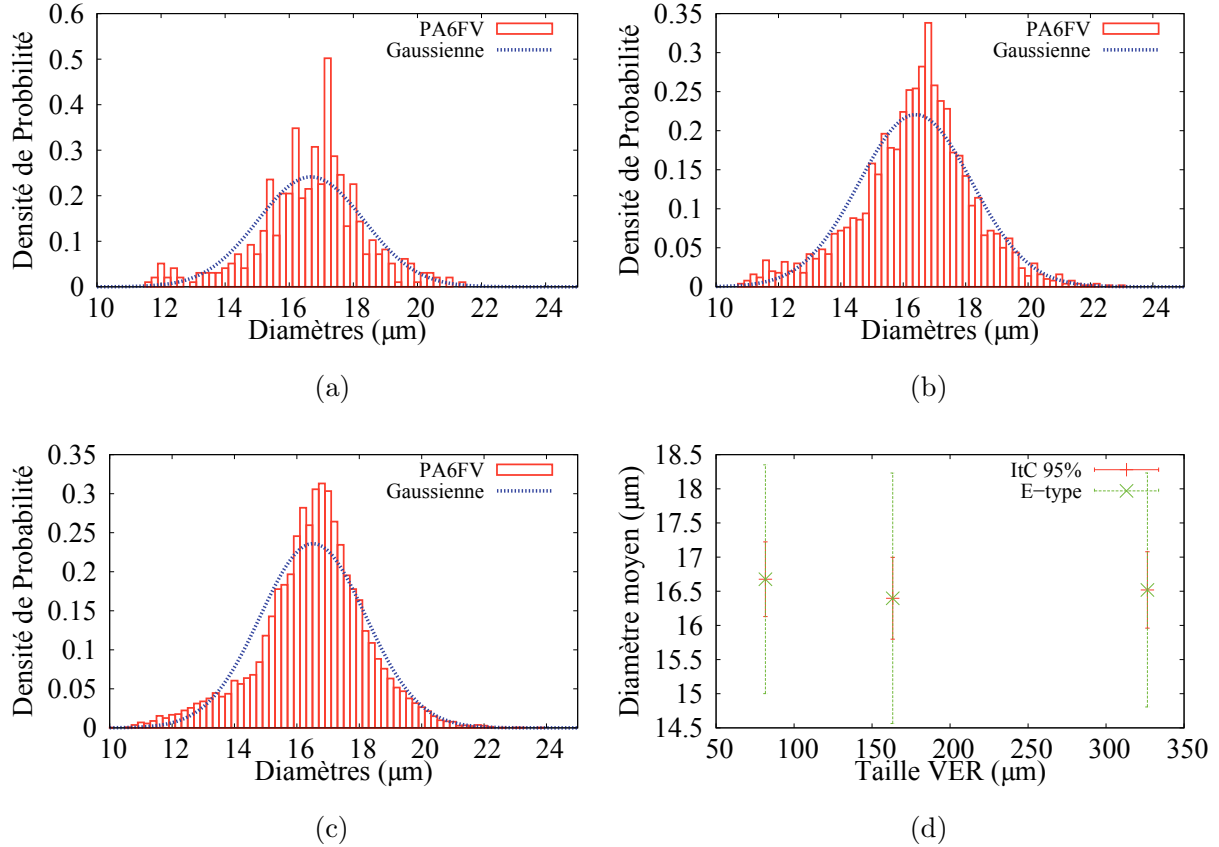 0.6
0.5
0.4
0.3
0.2
0.1
0
10 12 14 16 18 20 22 24
Densité de Probbilité
Diamètres (μm)
PA6FV
Gaussienne
(a)
0.35
0.3
0.25
0.2
0.15
0.1
0.05
0
10 12 14 16 18 20 22 24
Densité de Probabilité
Diamètres (μm)
PA6FV
Gaussienne
(b)
0.35
0.3
0.25
0.2
0.15
0.1
0.05
0
10 12 14 16 18 20 22 24
Densité de Probabilité
Diamètres (μm)
PA6FV
Gaussienne
(c)
18.5
18
17.5
17
16.5
16
15.5
15
14.5
50 100 150 200 250 300 350
Diamètre moyen (μm)
Taille VER (μm)
ItC 95%
E−type
(d)